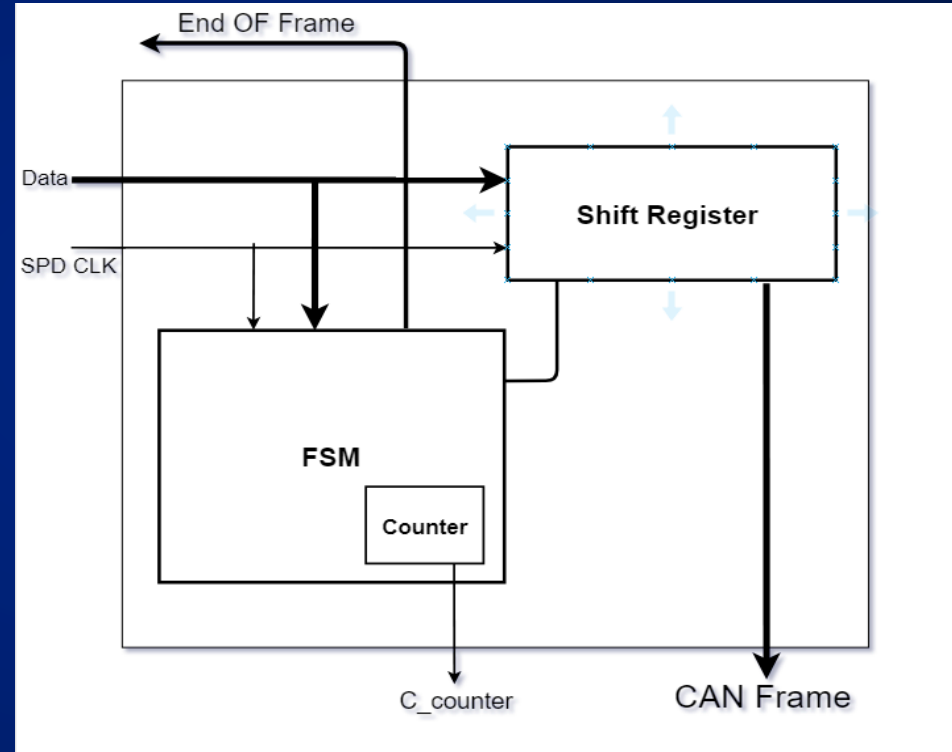 End OF Frame
Data
Shift Register
SPD CLK
FSM
Counter
C_counter
CAN Frame